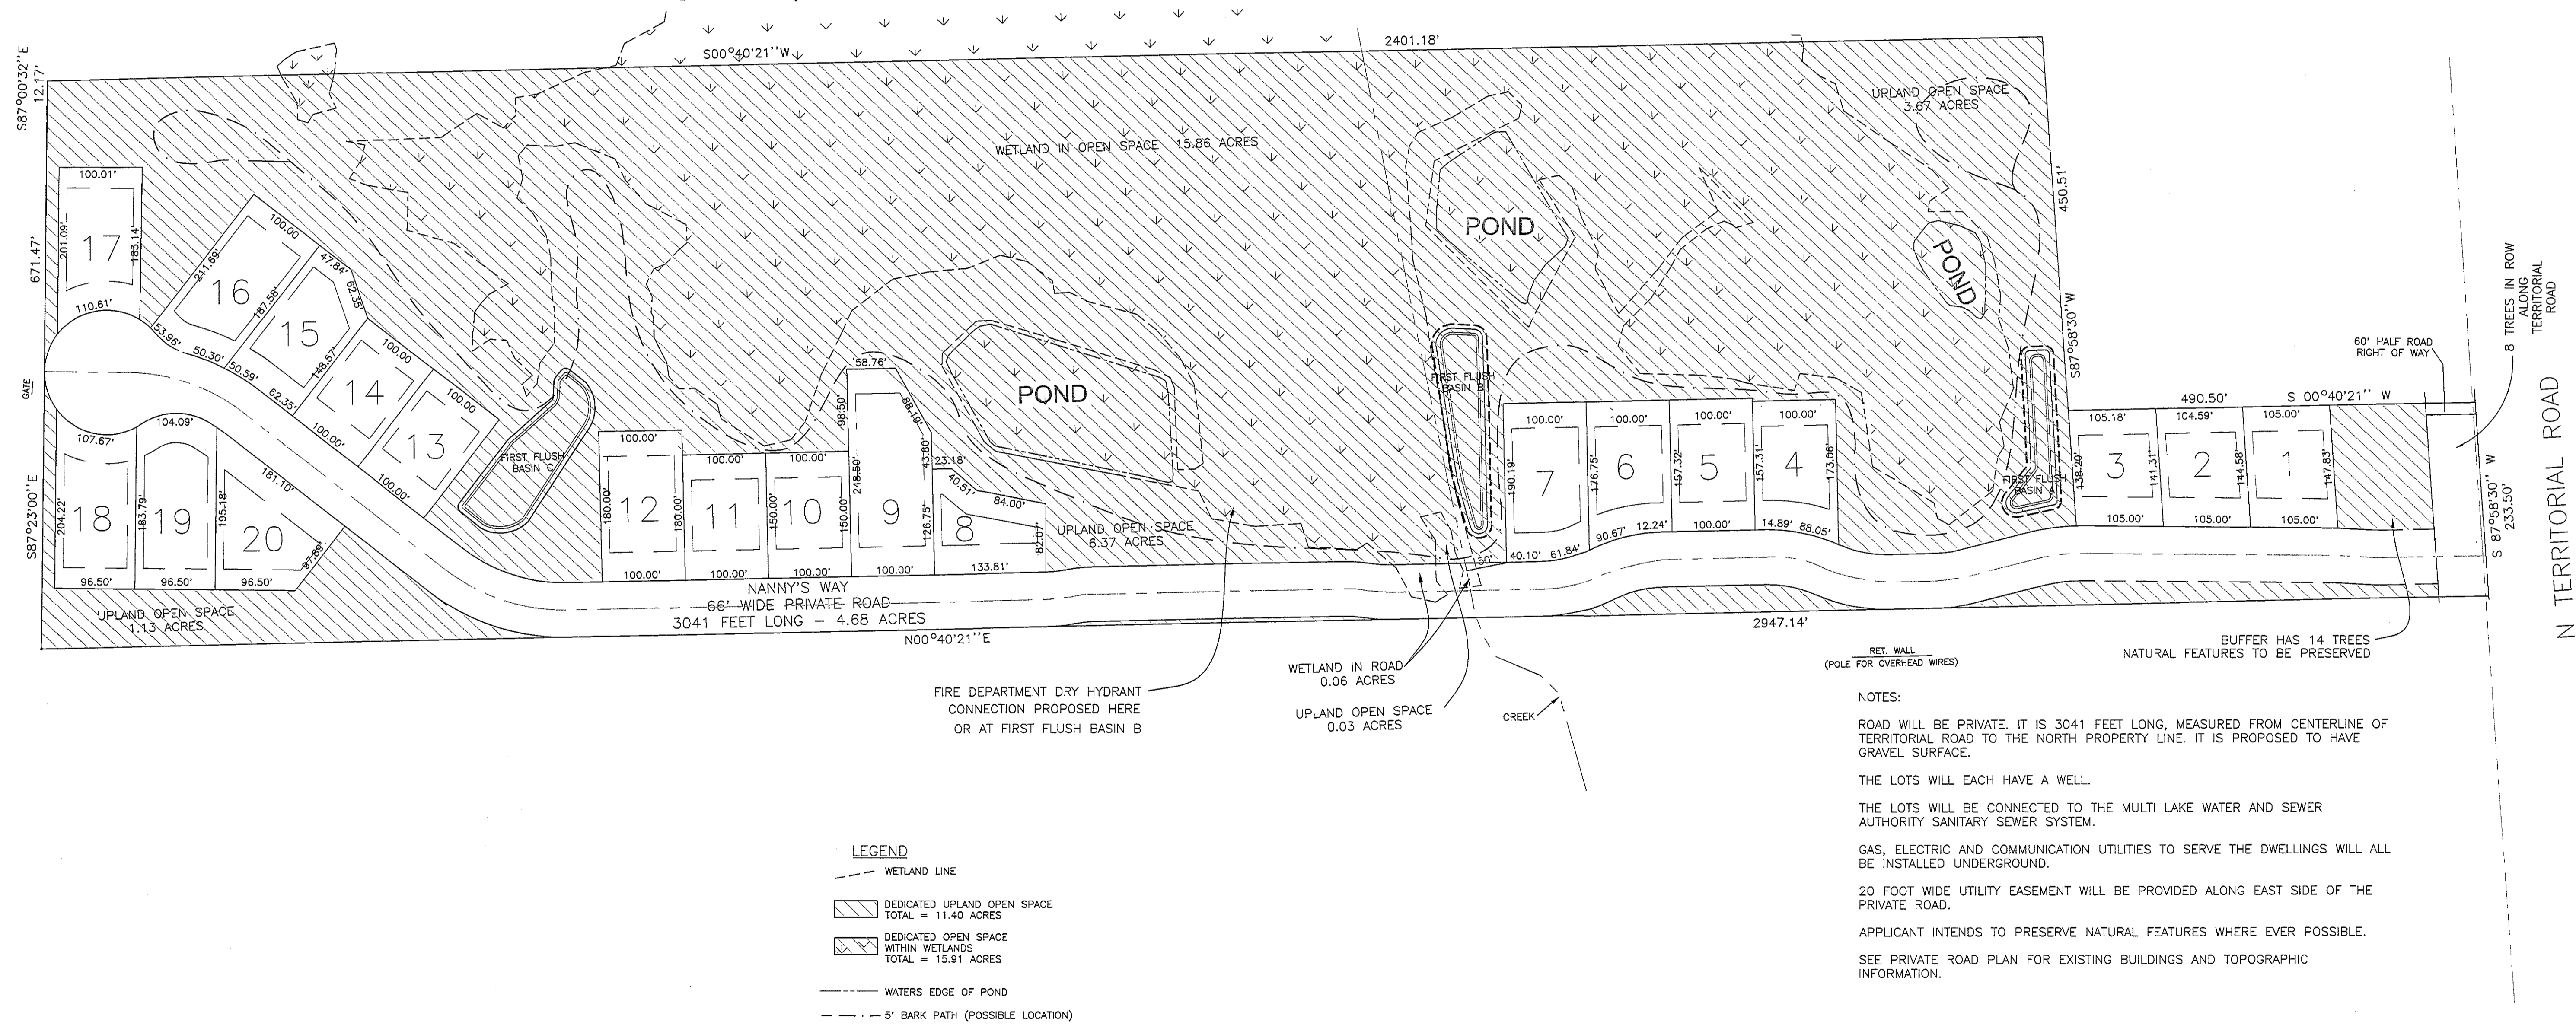 S00°40'21"W
2401.18'
S87°00'32"E
12.17'
671.47'
S87°23'00"E
GATE
WETLAND IN OPEN SPACE 15.86 ACRES
UPLAND OPEN SPACE
3.67 ACRES
450.51'
S87°58'30"W
POND
POND
POND
100.01'
201.09'
183.14'
17
110.61'
100.00
211.69'
16
53.96'
50.30'
47.84'
62.35'
187.58'
15
50.59'
148.57'
62.35'
100.00
14
100.00'
100.00
13
100.00'
FIRST FLUSH
BASIN C
107.67'
204.22'
18
96.50'
104.09'
183.79'
19
96.50'
195.18'
181.10'
20
97.89'
96.50'
UPLAND OPEN SPACE
1.13 ACRES
100.00'
180.00'
12
180.00'
100.00'
100.00'
11
100.00'
100.00'
150.00'
10
150.00'
100.00'
58.76'
98.50'
88.19'
43.80'
248.50'
9
126.75'
100.00'
23.18'
40.51'
84.00'
8
82.07'
133.81'
UPLAND OPEN SPACE
6.37 ACRES
NANNY'S WAY
66' WIDE PRIVATE ROAD
3041 FEET LONG – 4.68 ACRES
N00°40'21"E
2947.14'
FIRST FLUSH
BASIN B
50'
100.00'
190.19'
7
40.10'
61.84'
100.00'
176.75'
6
90.67'
12.24'
100.00'
157.32'
5
100.00'
100.00'
157.31'
4
173.66'
14.89'
88.05'
FIRST FLUSH
BASIN A
105.18'
138.20'
3
141.31'
105.00'
104.59'
2
144.58'
105.00'
105.00'
1
147.83'
105.00'
490.50'
S 00°40'21" W
60' HALF ROAD
RIGHT OF WAY
8 TREES IN ROW
ALONG
TERRITORIAL
ROAD
S 87°58'30" W
233.50'
N TERRITORIAL ROAD
BUFFER HAS 14 TREES
NATURAL FEATURES TO BE PRESERVED
RET. WALL
(POLE FOR OVERHEAD WIRES)
FIRE DEPARTMENT DRY HYDRANT
CONNECTION PROPOSED HERE
OR AT FIRST FLUSH BASIN B
WETLAND IN ROAD
0.06 ACRES
UPLAND OPEN SPACE
0.03 ACRES
CREEK
NOTES:
ROAD WILL BE PRIVATE. IT IS 3041 FEET LONG, MEASURED FROM CENTERLINE OF
TERRITORIAL ROAD TO THE NORTH PROPERTY LINE. IT IS PROPOSED TO HAVE
GRAVEL SURFACE.
THE LOTS WILL EACH HAVE A WELL.
THE LOTS WILL BE CONNECTED TO THE MULTI LAKE WATER AND SEWER
AUTHORITY SANITARY SEWER SYSTEM.
GAS, ELECTRIC AND COMMUNICATION UTILITIES TO SERVE THE DWELLINGS WILL ALL
BE INSTALLED UNDERGROUND.
20 FOOT WIDE UTILITY EASEMENT WILL BE PROVIDED ALONG EAST SIDE OF THE
PRIVATE ROAD.
APPLICANT INTENDS TO PRESERVE NATURAL FEATURES WHERE EVER POSSIBLE.
SEE PRIVATE ROAD PLAN FOR EXISTING BUILDINGS AND TOPOGRAPHIC
INFORMATION.
LEGEND
WETLAND LINE
DEDICATED UPLAND OPEN SPACE
TOTAL = 11.40 ACRES
DEDICATED OPEN SPACE
WITHIN WETLANDS
TOTAL = 15.91 ACRES
WATERS EDGE OF POND
5' BARK PATH (POSSIBLE LOCATION)